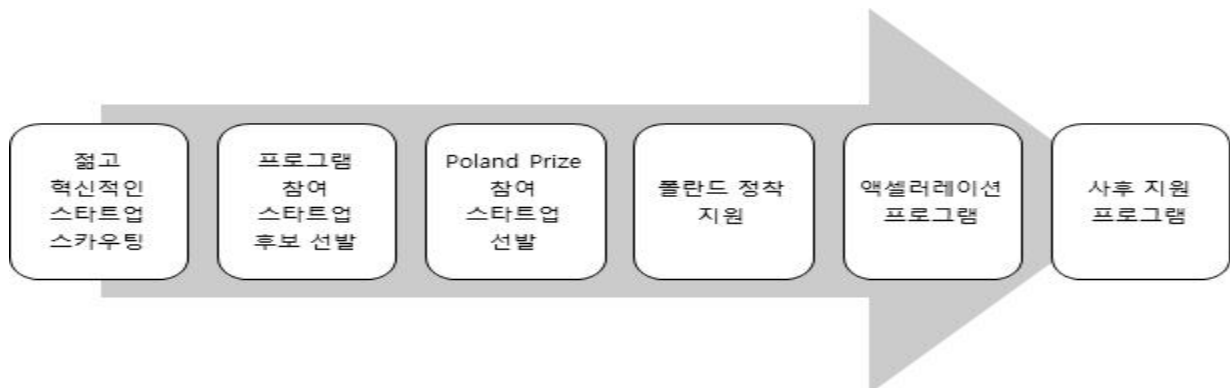 젊고
혁신적인
스타트업
스카우팅
프로그램
참여
스타트업
후보 선발
Poland Prize
참여
스타트업
선발
폴란드 정착
지원
액셀러레이션
프로그램
사후 지원
프로그램